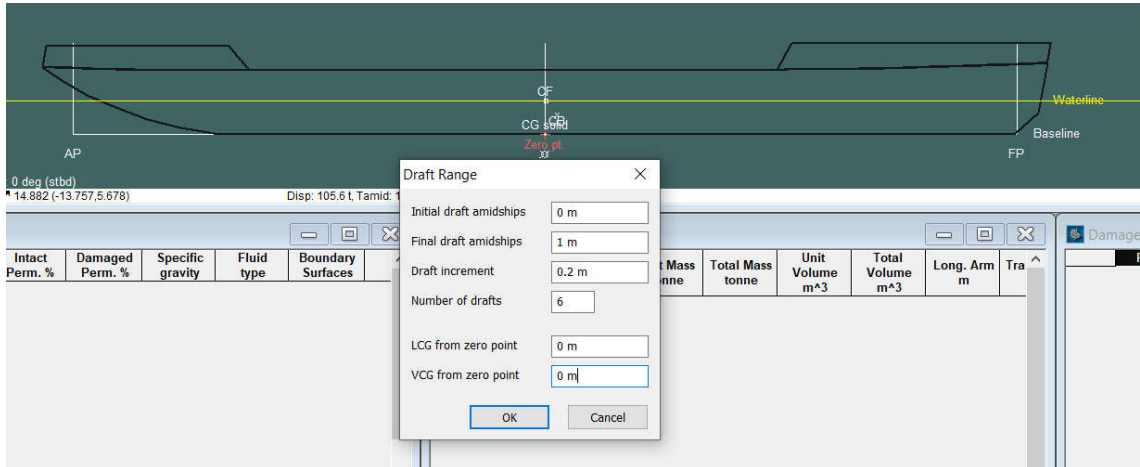 CF
Waterline
CG solid
CB
Baseline
Zero pt.
AP
FP
0 deg (stbd)
14.882 (-13.757,5.678)
Disp: 105.6 t, Tamid: 1
Draft Range
Initial draft amidships 0 m
Final draft amidships 1 m
Draft increment 0.2 m
Number of drafts 6
LCG from zero point 0 m
VCG from zero point 0 m
OK Cancel
Damage
Intact Perm. %
Damaged Perm. %
Specific gravity
Fluid type
Boundary Surfaces
t Mass onne
Total Mass tonne
Unit Volume m^3
Total Volume m^3
Long. Arm m
Tra